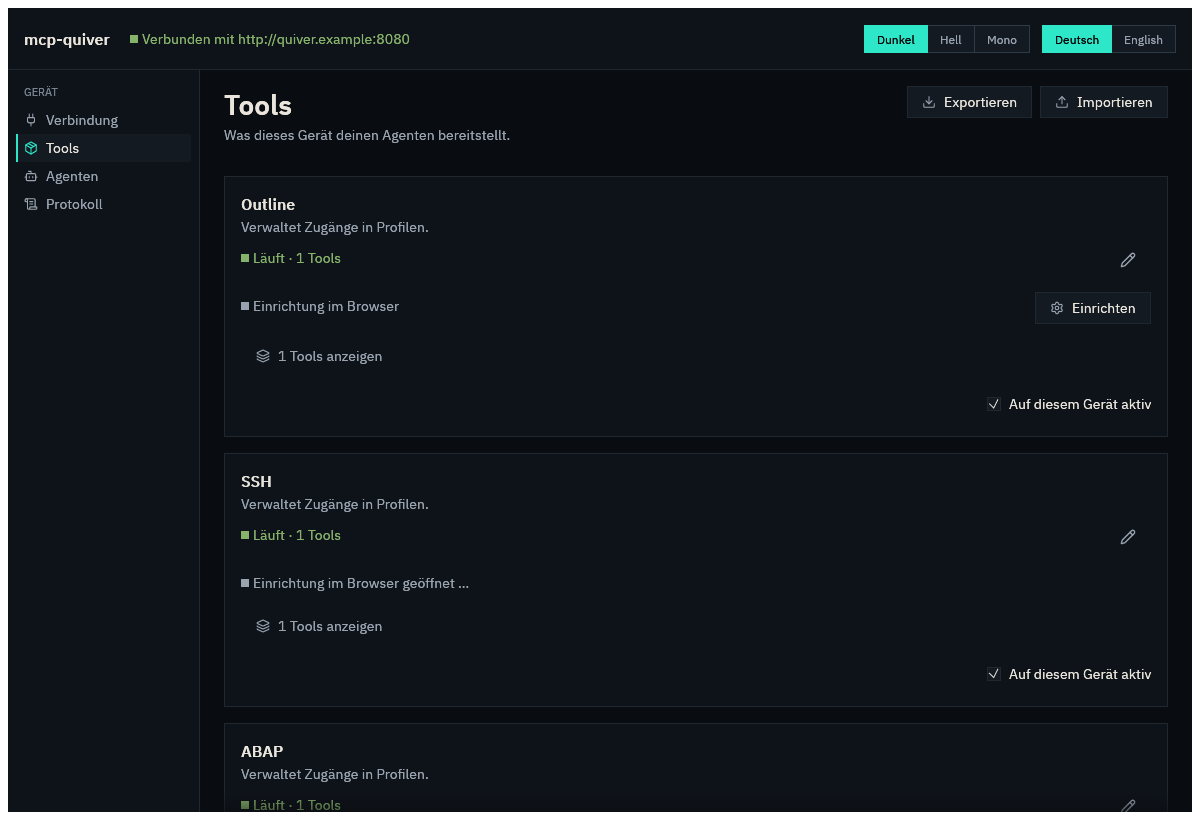 mcp-quiver
Verbunden mit http://quiver.example:8080
Dunkel
Hell
Mono
Deutsch
English
GERÄT
Verbindung
Tools
Agenten
Protokoll
Tools
Was dieses Gerät deinen Agenten bereitstellt.
Exportieren
Importieren
Outline
Verwaltet Zugänge in Profilen.
Läuft · 1 Tools
Einrichtung im Browser
Einrichten
1 Tools anzeigen
Auf diesem Gerät aktiv
SSH
Verwaltet Zugänge in Profilen.
Läuft · 1 Tools
Einrichtung im Browser geöffnet …
1 Tools anzeigen
Auf diesem Gerät aktiv
ABAP
Verwaltet Zugänge in Profilen.
Läuft · 1 Tools